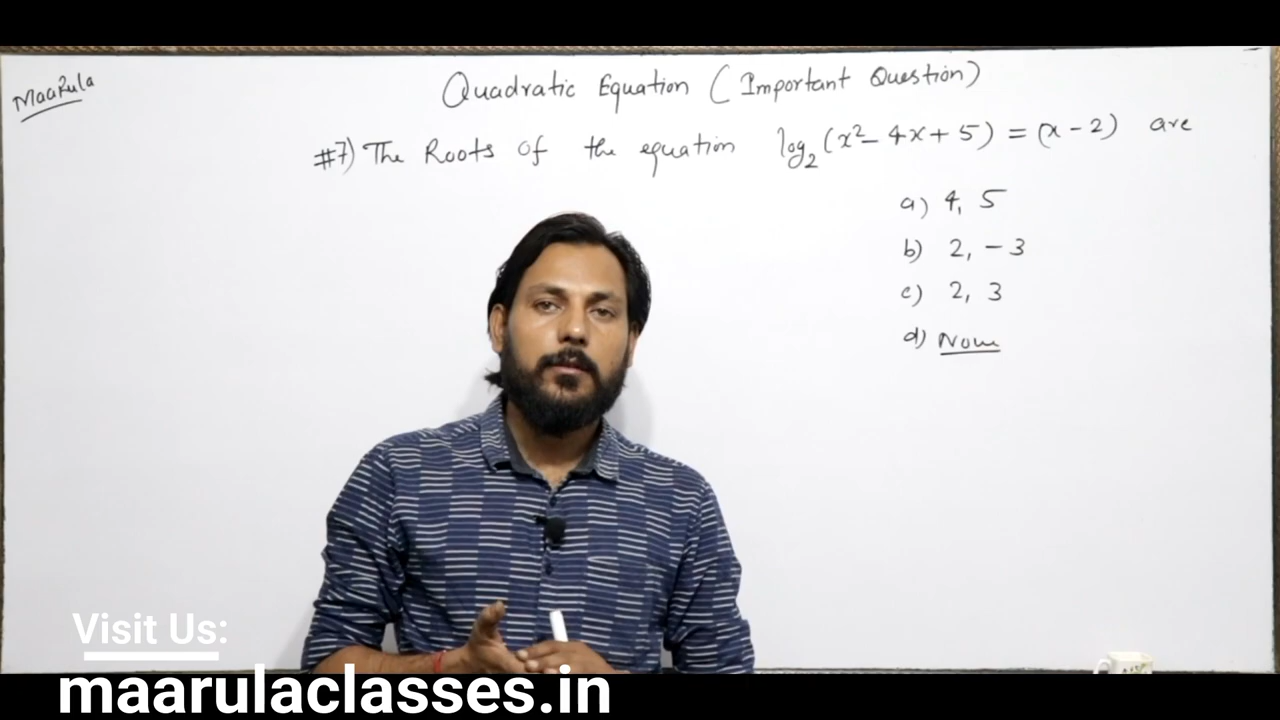 MaaRula
Quadratic Equation (Important Question)
#7) The Roots of the equation log₂(x² - 4x + 5) = (x - 2) are
a) 4, 5
b) 2, - 3
c) 2, 3
d) None
Visit Us:
maarulaclasses.in